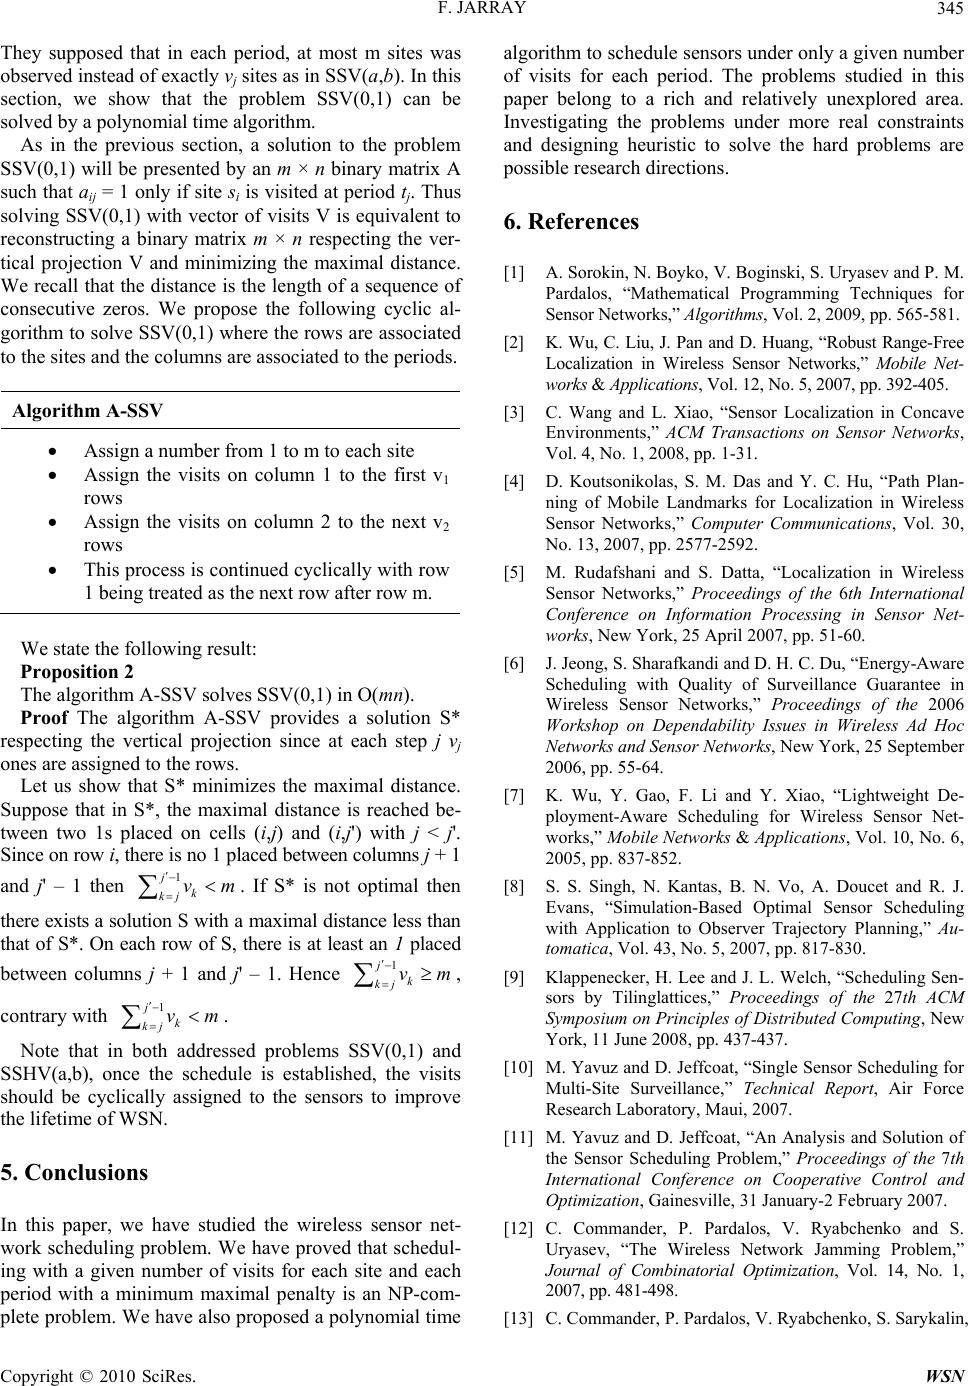 F. JARRAY
345
They supposed that in each period, at most m sites was
observed instead of exactly vj sites as in SSV(a,b). In this
section, we show that the problem SSV(0,1) can be
solved by a polynomial time algorithm.
As in the previous section, a solution to the problem
SSV(0,1) will be presented by an m × n binary matrix A
such that aij = 1 only if site si is visited at period tj. Thus
solving SSV(0,1) with vector of visits V is equivalent to
reconstructing a binary matrix m × n respecting the ver-
tical projection V and minimizing the maximal distance.
We recall that the distance is the length of a sequence of
consecutive zeros. We propose the following cyclic al-
gorithm to solve SSV(0,1) where the rows are associated
to the sites and the columns are associated to the periods.
Algorithm A-SSV
• Assign a number from 1 to m to each site
• Assign the visits on column 1 to the first v1
rows
• Assign the visits on column 2 to the next v2
rows
• This process is continued cyclically with row
1 being treated as the next row after row m.
We state the following result:
Proposition 2
The algorithm A-SSV solves SSV(0,1) in O(mn).
Proof The algorithm A-SSV provides a solution S*
respecting the vertical projection since at each step j vj
ones are assigned to the rows.
Let us show that S* minimizes the maximal distance.
Suppose that in S*, the maximal distance is reached be-
tween two 1s placed on cells (i,j) and (i,j') with j < j'.
Since on row i, there is no 1 placed between columns j + 1
and j' – 1 then ∑_{k=j}^{j'−1} vk < m. If S* is not optimal then
there exists a solution S with a maximal distance less than
that of S*. On each row of S, there is at least an 1 placed
between columns j + 1 and j' – 1. Hence ∑_{k=j}^{j'−1} vk ≥ m,
contrary with ∑_{k=j}^{j'−1} vk < m.
Note that in both addressed problems SSV(0,1) and
SSHV(a,b), once the schedule is established, the visits
should be cyclically assigned to the sensors to improve
the lifetime of WSN.
5. Conclusions
In this paper, we have studied the wireless sensor net-
work scheduling problem. We have proved that schedul-
ing with a given number of visits for each site and each
period with a minimum maximal penalty is an NP-com-
plete problem. We have also proposed a polynomial time
algorithm to schedule sensors under only a given number
of visits for each period. The problems studied in this
paper belong to a rich and relatively unexplored area.
Investigating the problems under more real constraints
and designing heuristic to solve the hard problems are
possible research directions.
6. References
[1] A. Sorokin, N. Boyko, V. Boginski, S. Uryasev and P. M.
Pardalos, “Mathematical Programming Techniques for
Sensor Networks,” Algorithms, Vol. 2, 2009, pp. 565-581.
[2] K. Wu, C. Liu, J. Pan and D. Huang, “Robust Range-Free
Localization in Wireless Sensor Networks,” Mobile Net-
works & Applications, Vol. 12, No. 5, 2007, pp. 392-405.
[3] C. Wang and L. Xiao, “Sensor Localization in Concave
Environments,” ACM Transactions on Sensor Networks,
Vol. 4, No. 1, 2008, pp. 1-31.
[4] D. Koutsonikolas, S. M. Das and Y. C. Hu, “Path Plan-
ning of Mobile Landmarks for Localization in Wireless
Sensor Networks,” Computer Communications, Vol. 30,
No. 13, 2007, pp. 2577-2592.
[5] M. Rudafshani and S. Datta, “Localization in Wireless
Sensor Networks,” Proceedings of the 6th International
Conference on Information Processing in Sensor Net-
works, New York, 25 April 2007, pp. 51-60.
[6] J. Jeong, S. Sharafkandi and D. H. C. Du, “Energy-Aware
Scheduling with Quality of Surveillance Guarantee in
Wireless Sensor Networks,” Proceedings of the 2006
Workshop on Dependability Issues in Wireless Ad Hoc
Networks and Sensor Networks, New York, 25 September
2006, pp. 55-64.
[7] K. Wu, Y. Gao, F. Li and Y. Xiao, “Lightweight De-
ployment-Aware Scheduling for Wireless Sensor Net-
works,” Mobile Networks & Applications, Vol. 10, No. 6,
2005, pp. 837-852.
[8] S. S. Singh, N. Kantas, B. N. Vo, A. Doucet and R. J.
Evans, “Simulation-Based Optimal Sensor Scheduling
with Application to Observer Trajectory Planning,” Au-
tomatica, Vol. 43, No. 5, 2007, pp. 817-830.
[9] Klappenecker, H. Lee and J. L. Welch, “Scheduling Sen-
sors by Tilinglattices,” Proceedings of the 27th ACM
Symposium on Principles of Distributed Computing, New
York, 11 June 2008, pp. 437-437.
[10] M. Yavuz and D. Jeffcoat, “Single Sensor Scheduling for
Multi-Site Surveillance,” Technical Report, Air Force
Research Laboratory, Maui, 2007.
[11] M. Yavuz and D. Jeffcoat, “An Analysis and Solution of
the Sensor Scheduling Problem,” Proceedings of the 7th
International Conference on Cooperative Control and
Optimization, Gainesville, 31 January-2 February 2007.
[12] C. Commander, P. Pardalos, V. Ryabchenko and S.
Uryasev, “The Wireless Network Jamming Problem,”
Journal of Combinatorial Optimization, Vol. 14, No. 1,
2007, pp. 481-498.
[13] C. Commander, P. Pardalos, V. Ryabchenko, S. Sarykalin,
Copyright © 2010 SciRes.
WSN